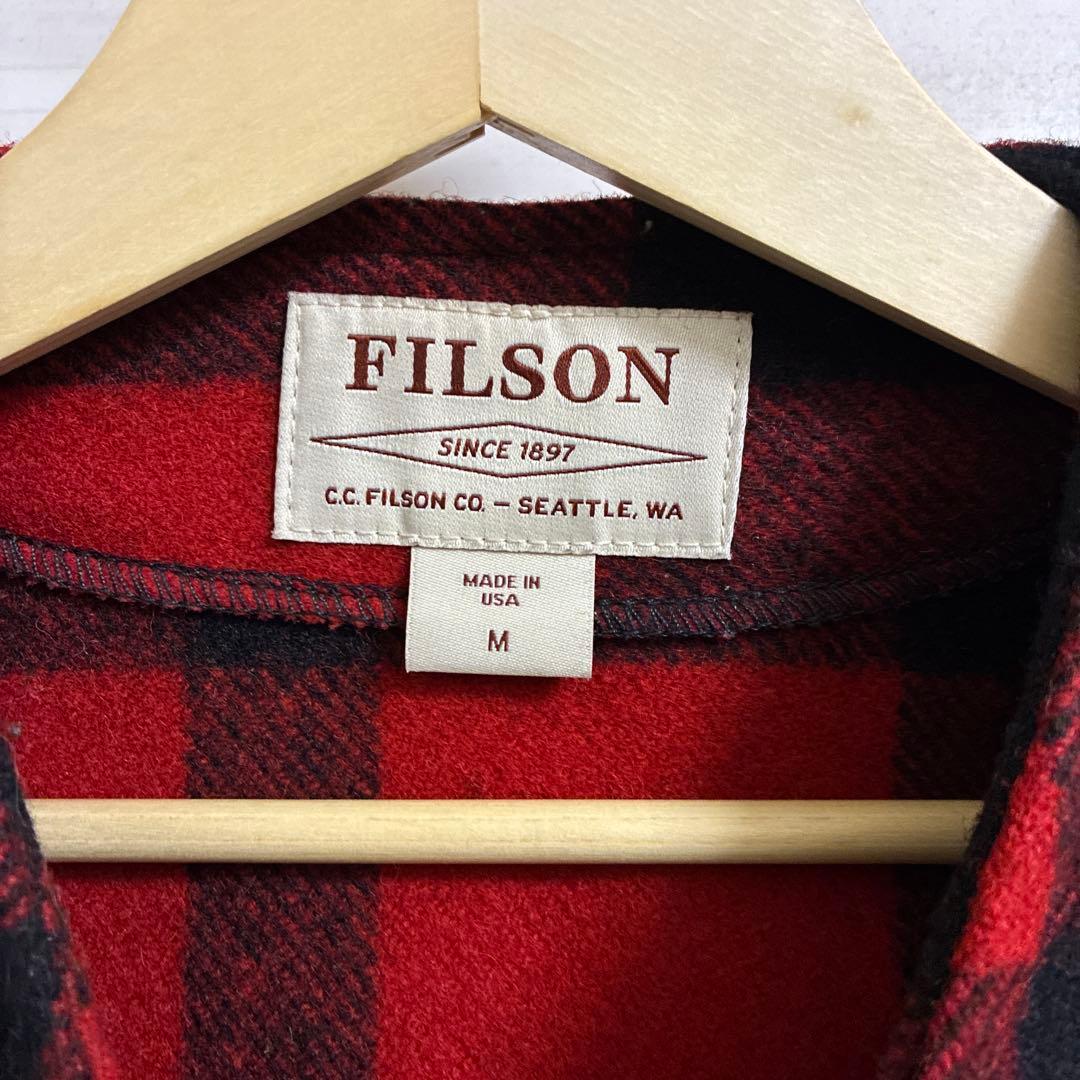 FILSON
SINCE 1897
C.C. FILSON CO. – SEATTLE, WA
MADE IN
USA
M